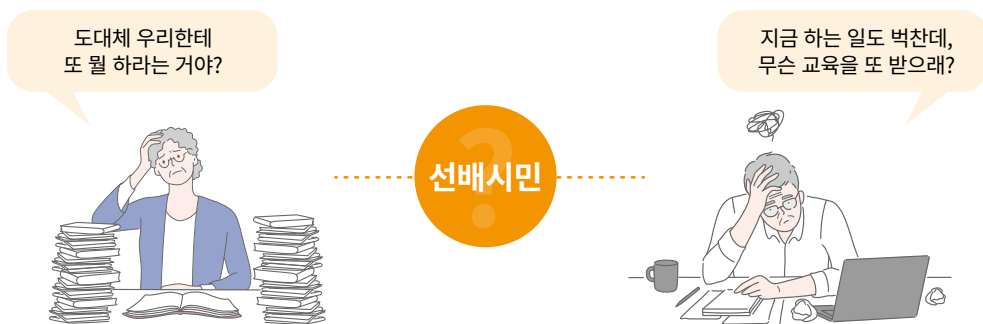 도대체 우리한테
또 뭘 하라는 거야?
지금 하는 일도 벅찬데,
무슨 교육을 또 받으래?
?
선배시민